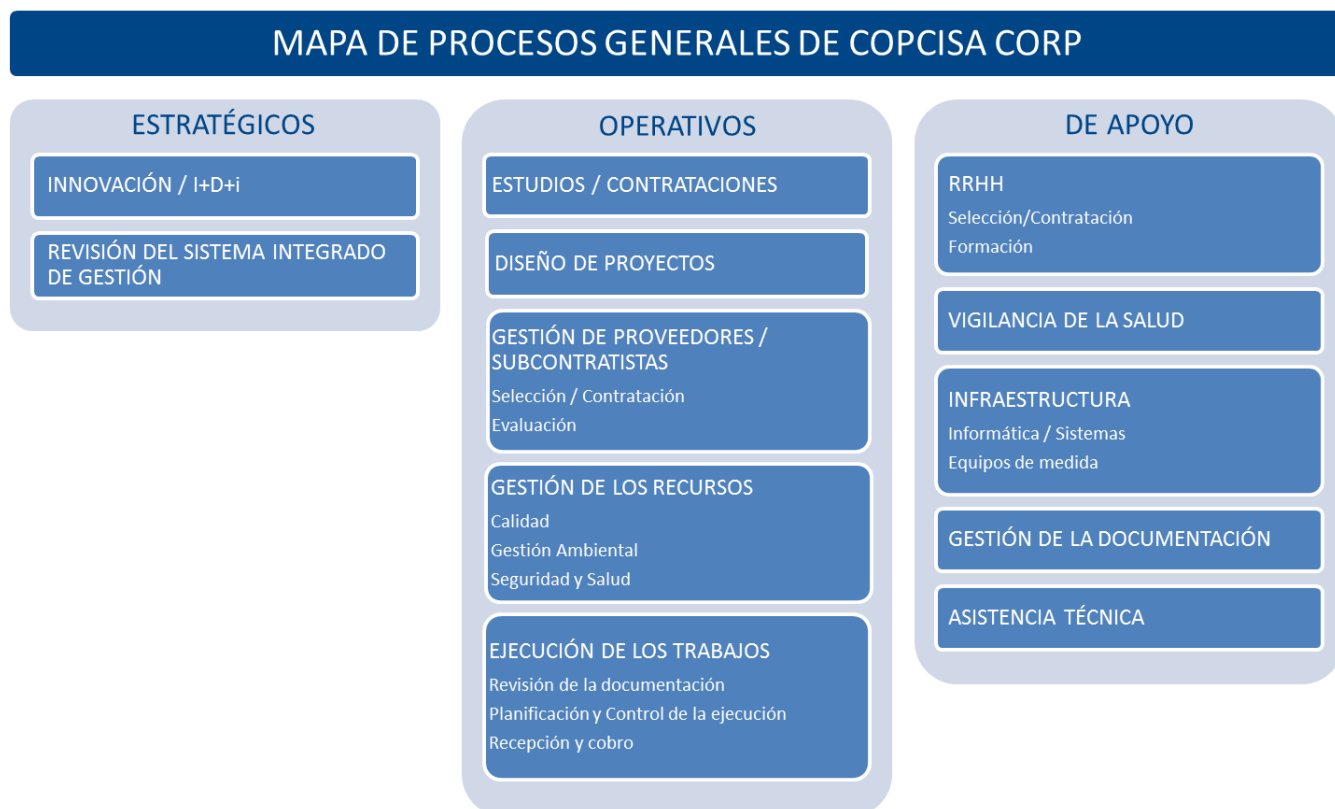 MAPA DE PROCESOS GENERALES DE COPCISA CORP
ESTRATÉGICOS
INNOVACIÓN / I+D+i
REVISIÓN DEL SISTEMA INTEGRADO
DE GESTIÓN
OPERATIVOS
ESTUDIOS / CONTRATACIONES
DISEÑO DE PROYECTOS
GESTIÓN DE PROVEEDORES /
SUBCONTRATISTAS
Selección / Contratación
Evaluación
GESTIÓN DE LOS RECURSOS
Calidad
Gestión Ambiental
Seguridad y Salud
EJECUCIÓN DE LOS TRABAJOS
Revisión de la documentación
Planificación y Control de la ejecución
Recepción y cobro
DE APOYO
RRHH
Selección/Contratación
Formación
VIGILANCIA DE LA SALUD
INFRAESTRUCTURA
Informática / Sistemas
Equipos de medida
GESTIÓN DE LA DOCUMENTACIÓN
ASISTENCIA TÉCNICA